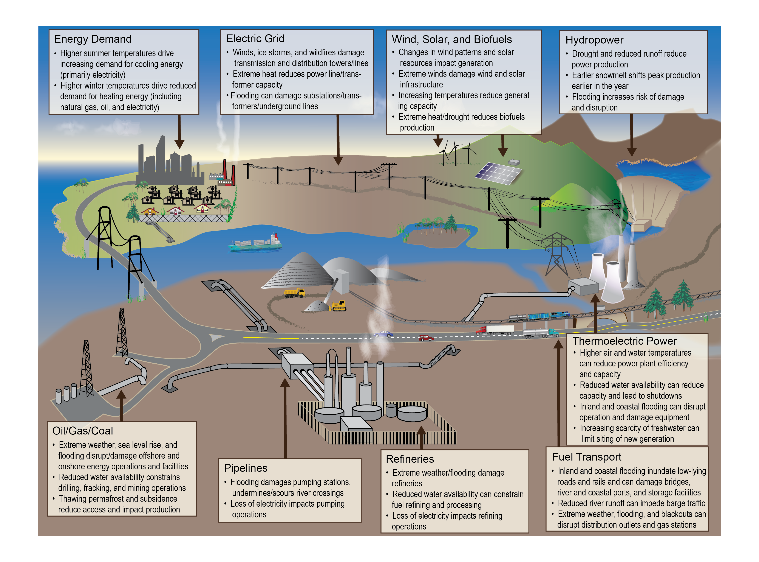 Energy Demand
• Higher summer temperatures drive
increasing demand for cooling energy
(primarily electricity)
• Higher winter temperatures drive reduced
demand for heating energy (including
natural gas, oil, and electricity)
Electric Grid
• Winds, ice storms, and wildfires damage
transmission and distribution towers/lines
• Extreme heat reduces power line/trans-
former capacity
• Flooding can damage substations/trans-
formers/underground lines
Wind, Solar, and Biofuels
• Changes in wind patterns and solar
resources impact generation
• Extreme winds damage wind and solar
infrastructure
• Increasing temperatures reduce generat
ing capacity
• Extreme heat/drought reduces biofuels
production
Hydropower
• Drought and reduced runoff reduce
power production
• Earlier snowmelt shifts peak production
earlier in the year
• Flooding increases risk of damage
and disruption
Thermoelectric Power
• Higher air and water temperatures
can reduce power plant efficiency
and capacity
• Reduced water availability can reduce
capacity and lead to shutdowns
• Inland and coastal flooding can disrupt
operation and damage equipment
• Increasing scarcity of freshwater can
limit siting of new generation
Oil/Gas/Coal
• Extreme weather, sea level rise, and
flooding disrupt/damage offshore and
onshore energy operations and facilities
• Reduced water availability constrains
drilling, fracking, and mining operations
• Thawing permafrost and subsidence
reduce access and impact production
Pipelines
• Flooding damages pumping stations,
undermines/scours river crossings
• Loss of electricity impacts pumping
operations
Refineries
• Extreme weather/flooding damage
refineries
• Reduced water availability can constrain
fuel refining and processing
• Loss of electricity impacts refining
operations
Fuel Transport
• Inland and coastal flooding inundate low-lying
roads and rails and can damage bridges,
river and coastal ports, and storage facilities
• Reduced river runoff can impede barge traffic
• Extreme weather, flooding, and blackouts can
disrupt distribution outlets and gas stations